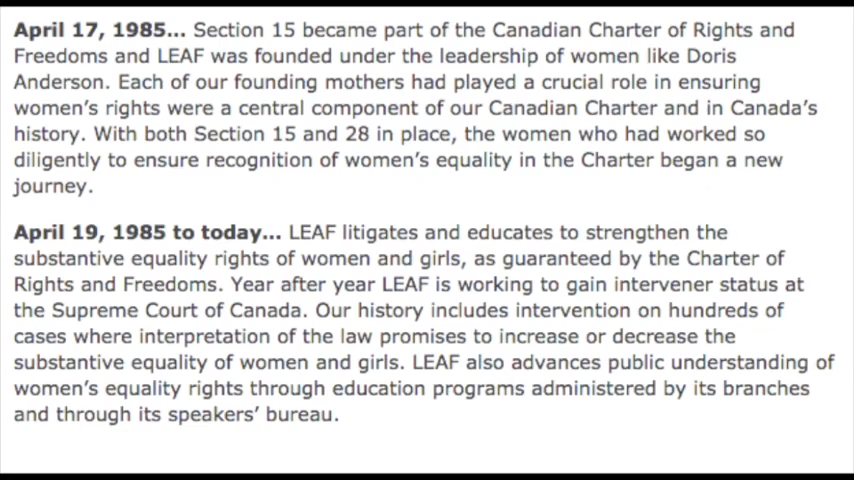 April 17, 1985... Section 15 became part of the Canadian Charter of Rights and
Freedoms and LEAF was founded under the leadership of women like Doris
Anderson. Each of our founding mothers had played a crucial role in ensuring
women's rights were a central component of our Canadian Charter and in Canada's
history. With both Section 15 and 28 in place, the women who had worked so
diligently to ensure recognition of women's equality in the Charter began a new
journey.
April 19, 1985 to today... LEAF litigates and educates to strengthen the
substantive equality rights of women and girls, as guaranteed by the Charter of
Rights and Freedoms. Year after year LEAF is working to gain intervener status at
the Supreme Court of Canada. Our history includes intervention on hundreds of
cases where interpretation of the law promises to increase or decrease the
substantive equality of women and girls. LEAF also advances public understanding of
women's equality rights through education programs administered by its branches
and through its speakers' bureau.